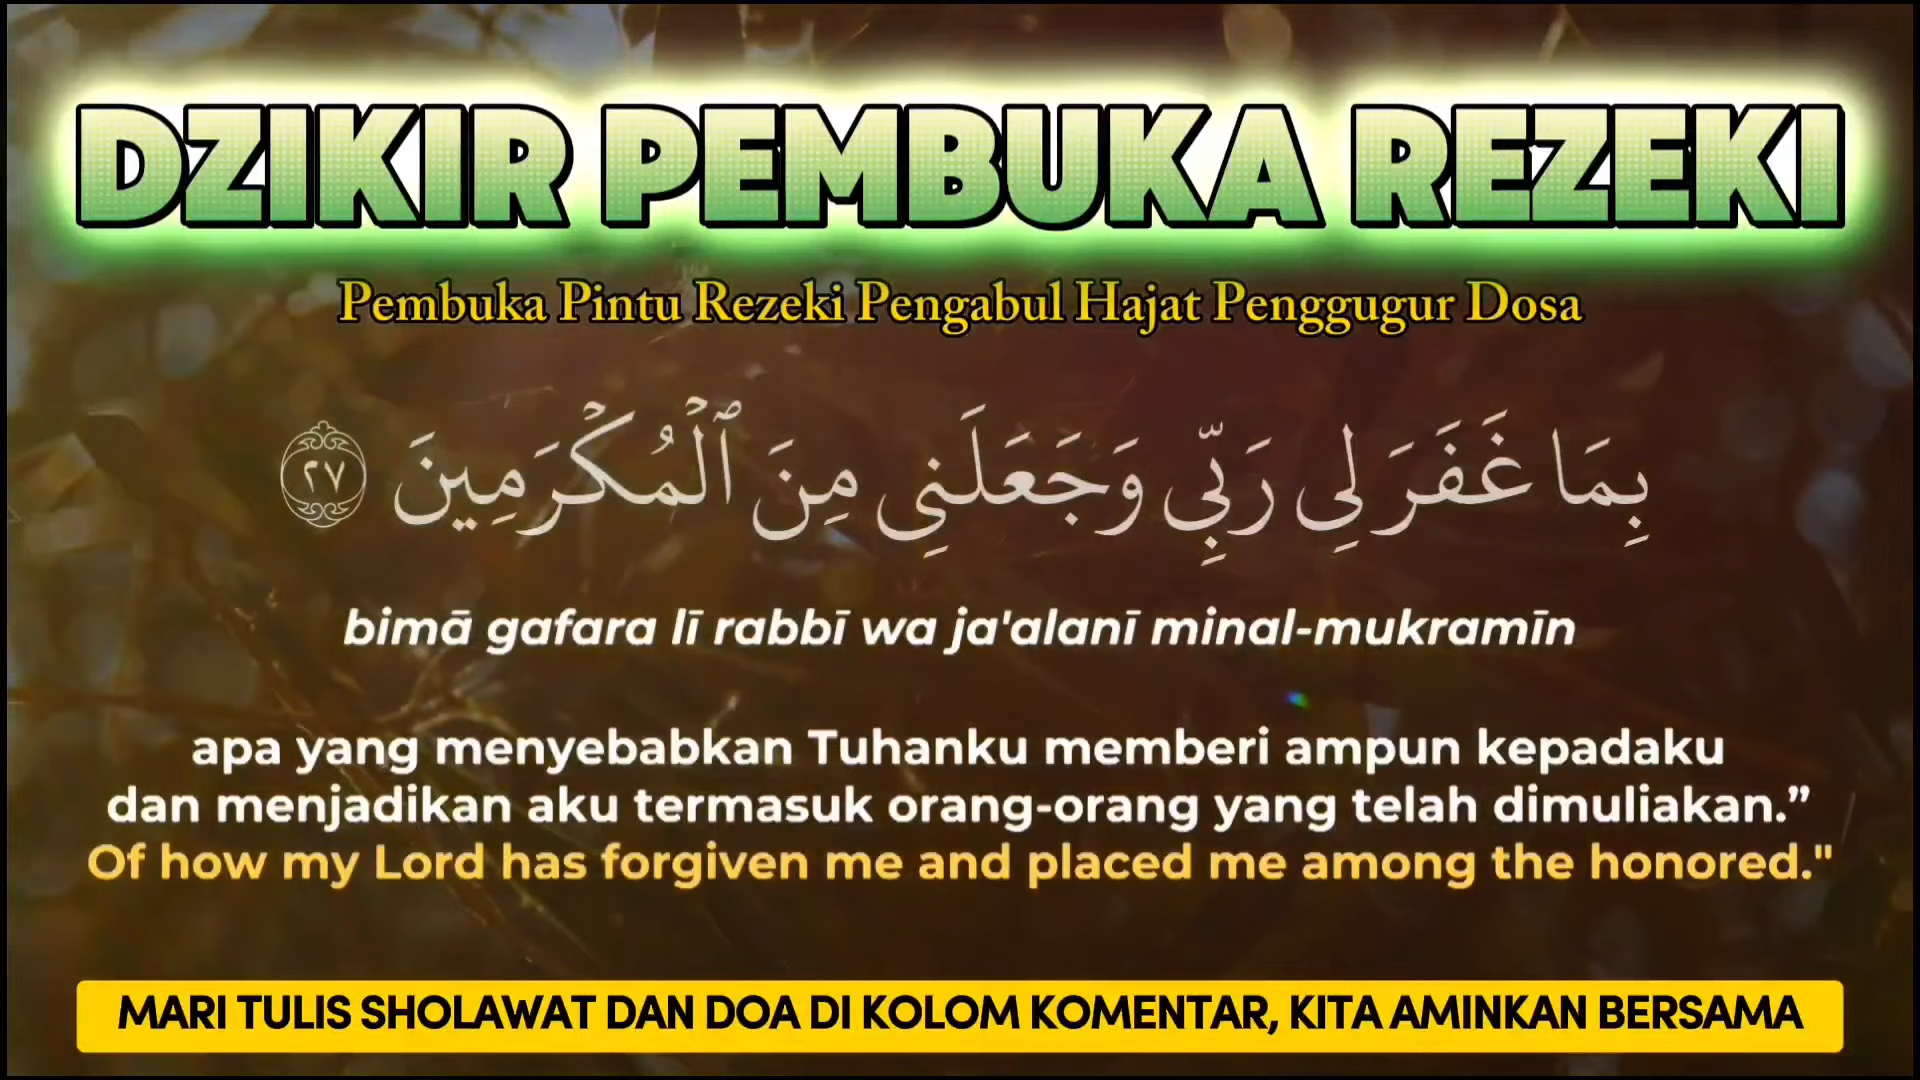 DZIKIR PEMBUKA REZEKI
Pembuka Pintu Rezeki Pengabul Hajat Penggugur Dosa
بِمَا غَفَرَ لِي رَبِّي وَجَعَلَنِي مِنَ ٱلْمُكْرَمِينَ ٢٧
bimā gafara lī rabbī wa ja'alanī minal-mukramīn
apa yang menyebabkan Tuhanku memberi ampun kepadaku
dan menjadikan aku termasuk orang-orang yang telah dimuliakan.”
Of how my Lord has forgiven me and placed me among the honored."
MARI TULIS SHOLAWAT DAN DOA DI KOLOM KOMENTAR, KITA AMINKAN BERSAMA